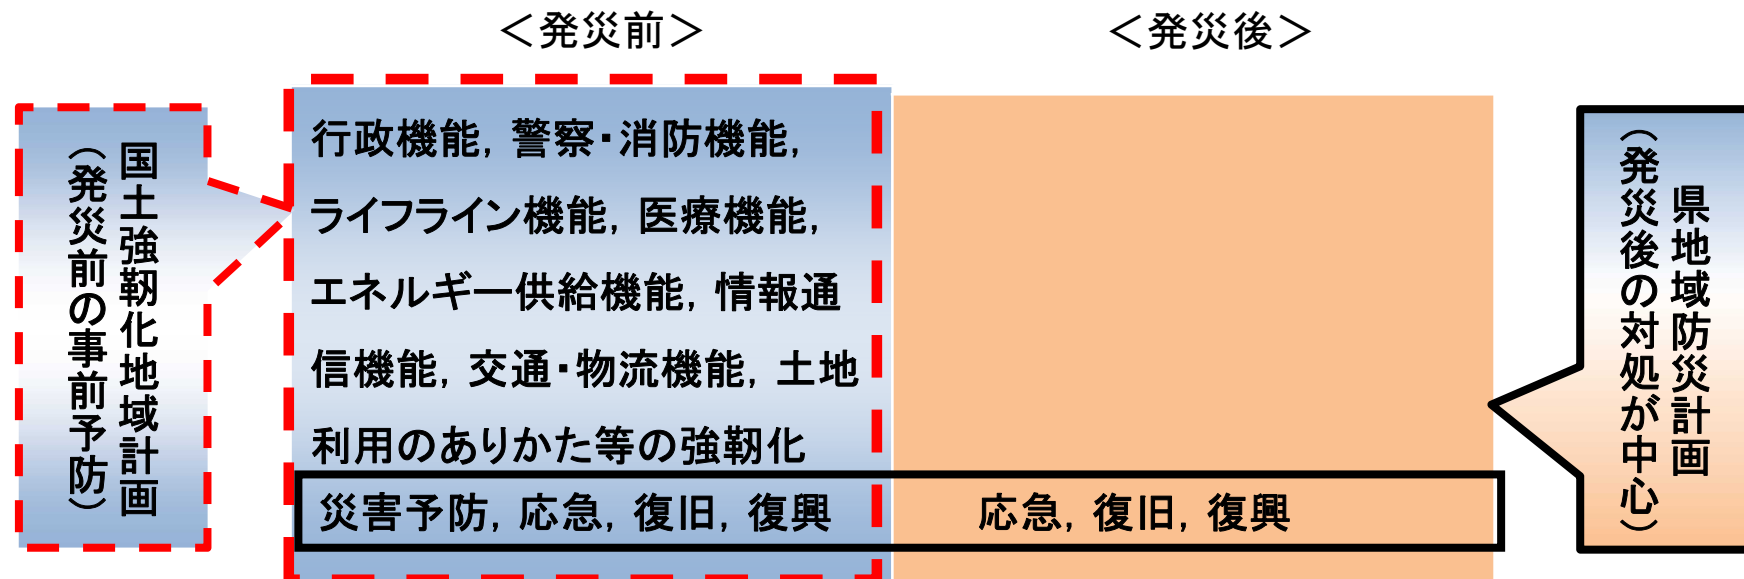 ＜発災前＞
＜発災後＞
国土強靭化地域計画
（発災前の事前予防）
行政機能，警察・消防機能，
ライフライン機能，医療機能，
エネルギー供給機能，情報通
信機能，交通・物流機能，土地
利用のありかた等の強靭化
災害予防，応急，復旧，復興
応急，復旧，復興
県地域防災計画
（発災後の対処が中心）